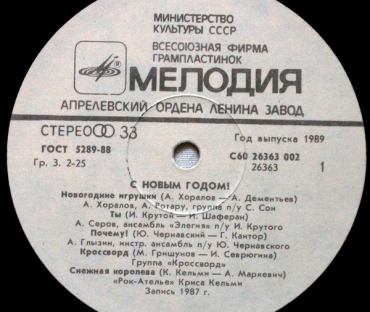 МИНИСТЕРСТВО
КУЛЬТУРЫ СССР
ВСЕСОЮЗНАЯ ФИРМА
ГРАМПЛАСТИНОК
МЕЛОДИЯ
АПРЕЛЕВСКИЙ ОРДЕНА ЛЕНИНА ЗАВОД
СТЕРЕО 33
Год выпуска 1989
ГОСТ 5289-88
С60 26363 002
Гр. 3. 2-25
26363
1
С НОВЫМ ГОДОМ!
Новогодние игрушки (А. Хоралов — А. Дементьев)
А. Хоралов, А. Ротару, группа п/у С. Сон
Ты (И. Крутой — И. Шаферан)
А. Серов, ансамбль «Элегия» п/у И. Крутого
Почему! (Ю. Чернавский — Г. Кантор)
А. Глызин, инстр. ансамбль п/у Ю. Чернавского
Кроссворд (М. Гришунов — И. Севрюгина)
Группа «Кроссворд»
Снежная королева (К. Кельми — А. Маркевич)
«Рок-Ателье» Криса Кельми
Запись 1987 г.